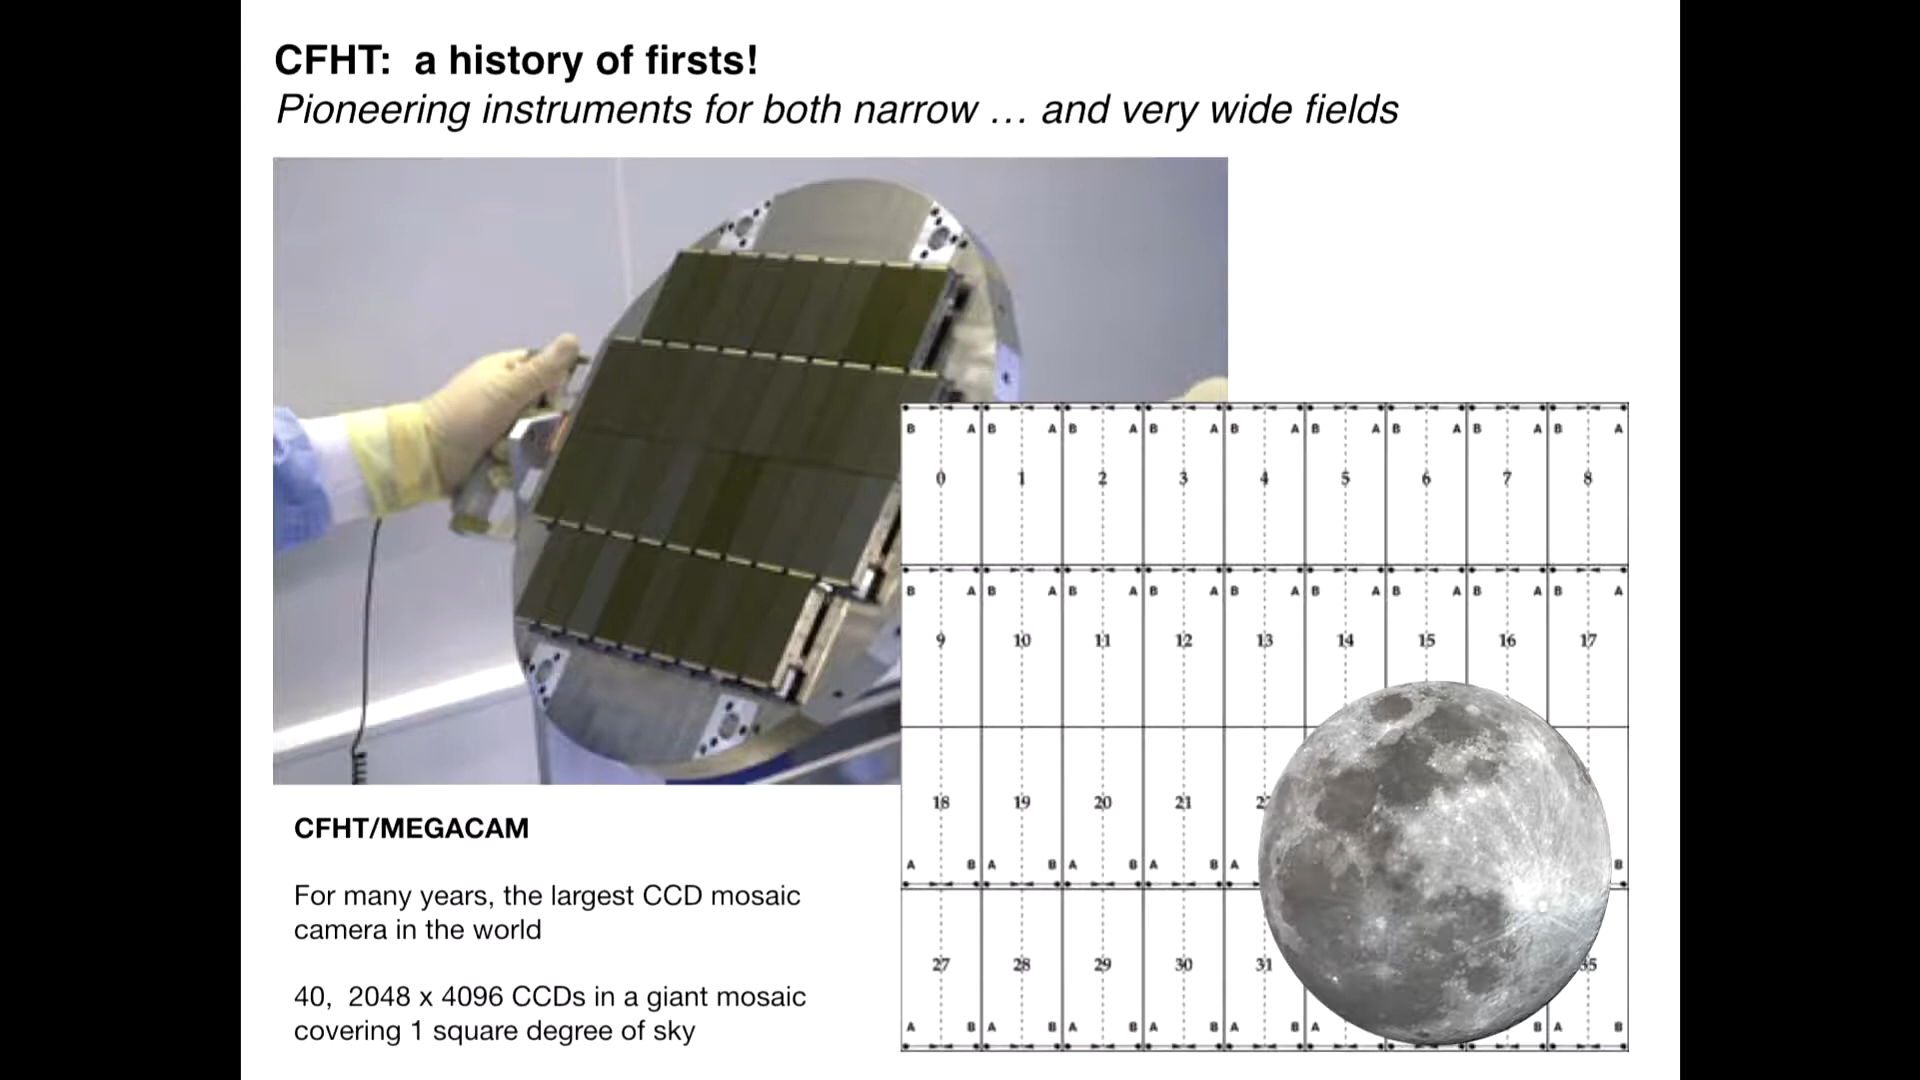 CFHT:  a history of firsts!
Pioneering instruments for both narrow … and very wide fields
B A B A B A B A B A B A B A B A B A
0 1 2 3 4 5 6 7 8
B A B A B A B A B A B A B A B A B A
9 10 11 12 13 14 15 16 17
18 19 20 21
A B A B A B A B A B
27 28 29 30 31
A B A B A B A B A B A B A B
CFHT/MEGACAM
For many years, the largest CCD mosaic
camera in the world
40,  2048 x 4096 CCDs in a giant mosaic
covering 1 square degree of sky